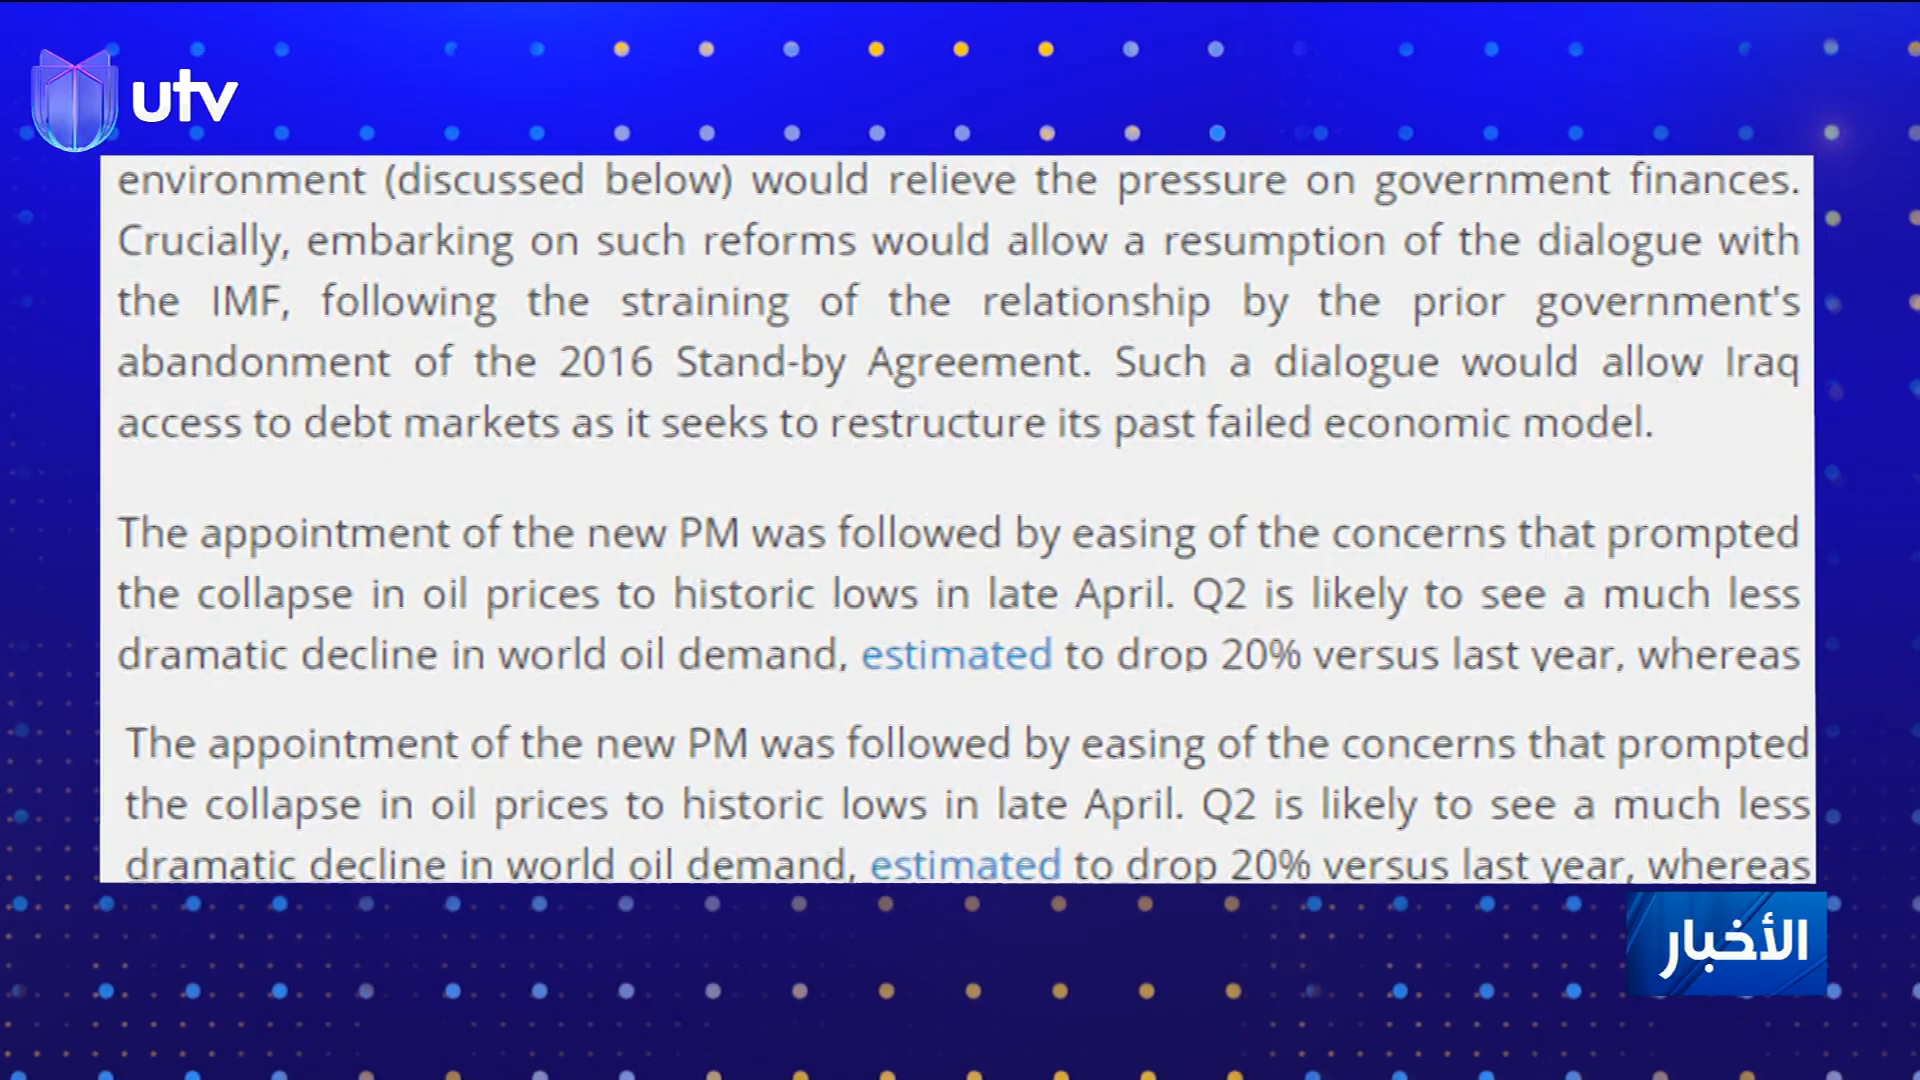 utv
environment (discussed below) would relieve the pressure on government finances.
Crucially, embarking on such reforms would allow a resumption of the dialogue with
the IMF, following the straining of the relationship by the prior government's
abandonment of the 2016 Stand-by Agreement. Such a dialogue would allow Iraq
access to debt markets as it seeks to restructure its past failed economic model.
The appointment of the new PM was followed by easing of the concerns that prompted
the collapse in oil prices to historic lows in late April. Q2 is likely to see a much less
dramatic decline in world oil demand, estimated to drop 20% versus last year, whereas
The appointment of the new PM was followed by easing of the concerns that prompted
the collapse in oil prices to historic lows in late April. Q2 is likely to see a much less
dramatic decline in world oil demand, estimated to drop 20% versus last year, whereas
الأخبار